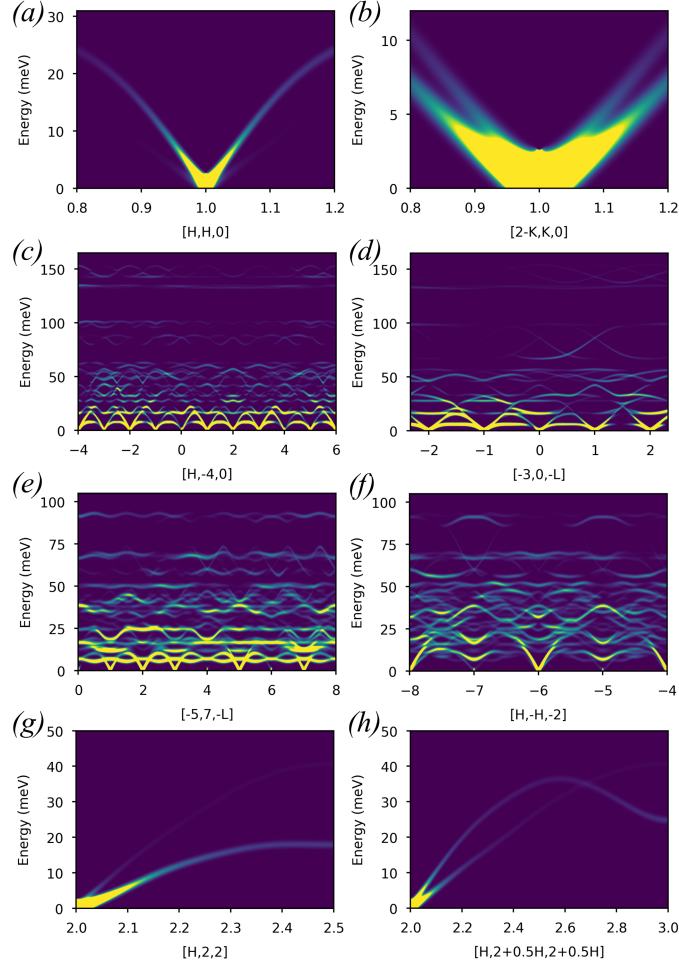 (a)
(b)
30
20
10
0
Energy (meV)
0.8 0.9 1.0 1.1 1.2
[H,H,0]
10
5
0
Energy (meV)
0.8 0.9 1.0 1.1 1.2
[2-K,K,0]
(c)
(d)
150
100
50
0
Energy (meV)
−4 −2 0 2 4 6
[H,-4,0]
150
100
50
0
Energy (meV)
−2 −1 0 1 2
[-3,0,-L]
(e)
(f)
100
75
50
25
0
Energy (meV)
0 2 4 6 8
[-5,7,-L]
100
75
50
25
0
Energy (meV)
−8 −7 −6 −5 −4
[H,-H,-2]
(g)
(h)
50
40
30
20
10
0
Energy (meV)
2.0 2.1 2.2 2.3 2.4 2.5
[H,2,2]
50
40
30
20
10
0
Energy (meV)
2.0 2.2 2.4 2.6 2.8 3.0
[H,2+0.5H,2+0.5H]